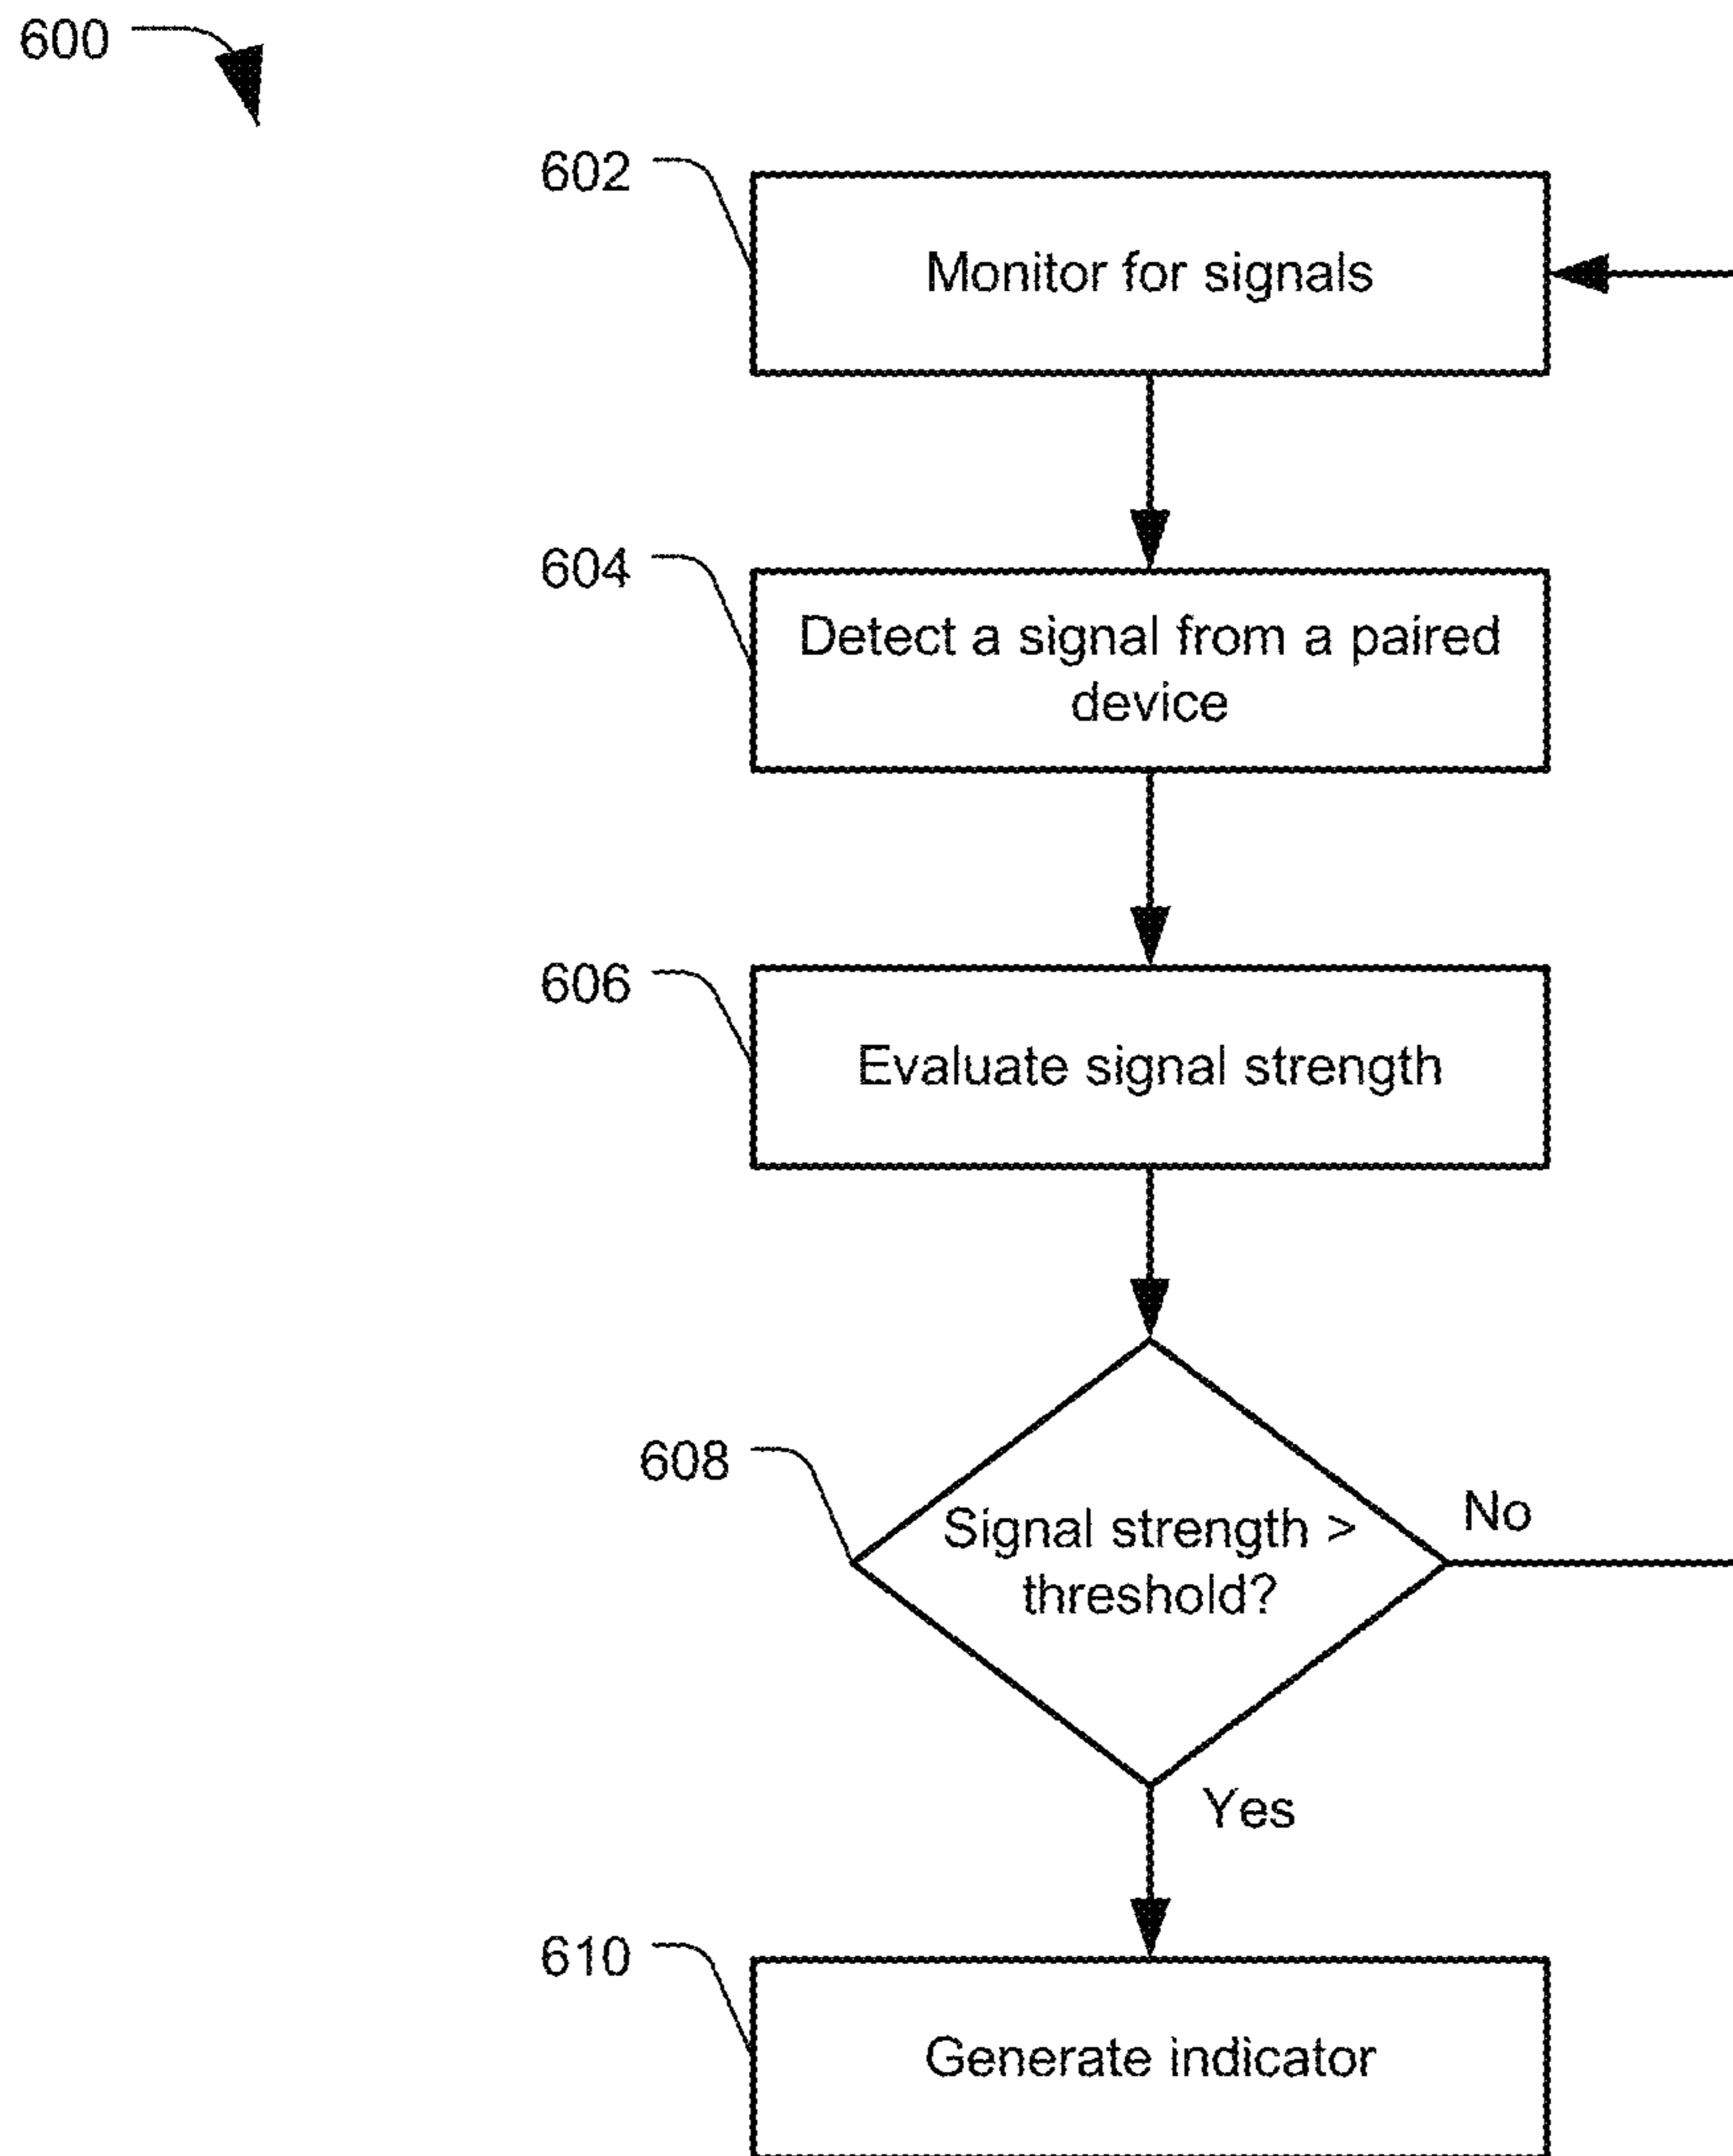 600
602
Monitor for signals
604
Detect a signal from a paired
device
606
Evaluate signal strength
608
Signal strength >
threshold?
No
Yes
610
Generate indicator